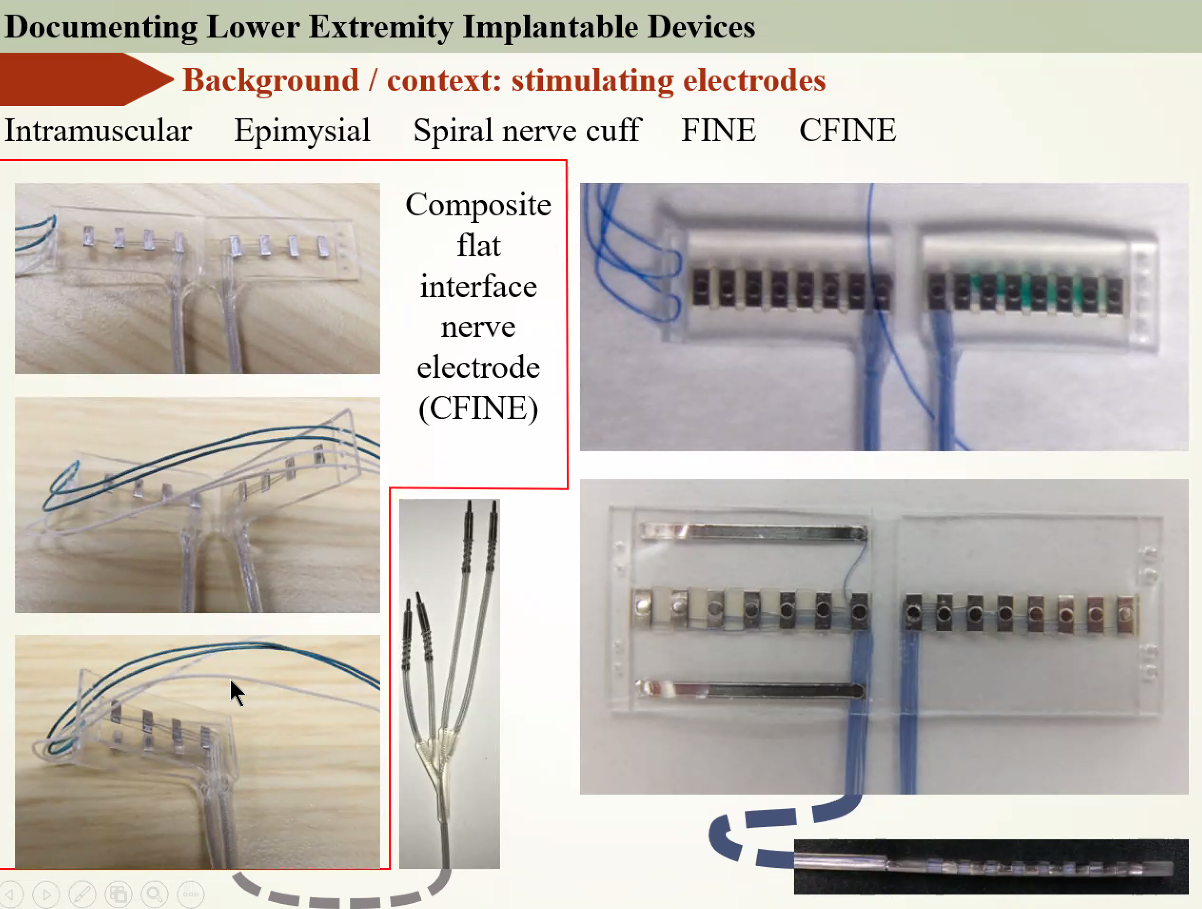 Documenting Lower Extremity Implantable Devices
Background / context: stimulating electrodes
Intramuscular Epimysial Spiral nerve cuff FINE CFINE
Composite
flat
interface
nerve
electrode
(CFINE)